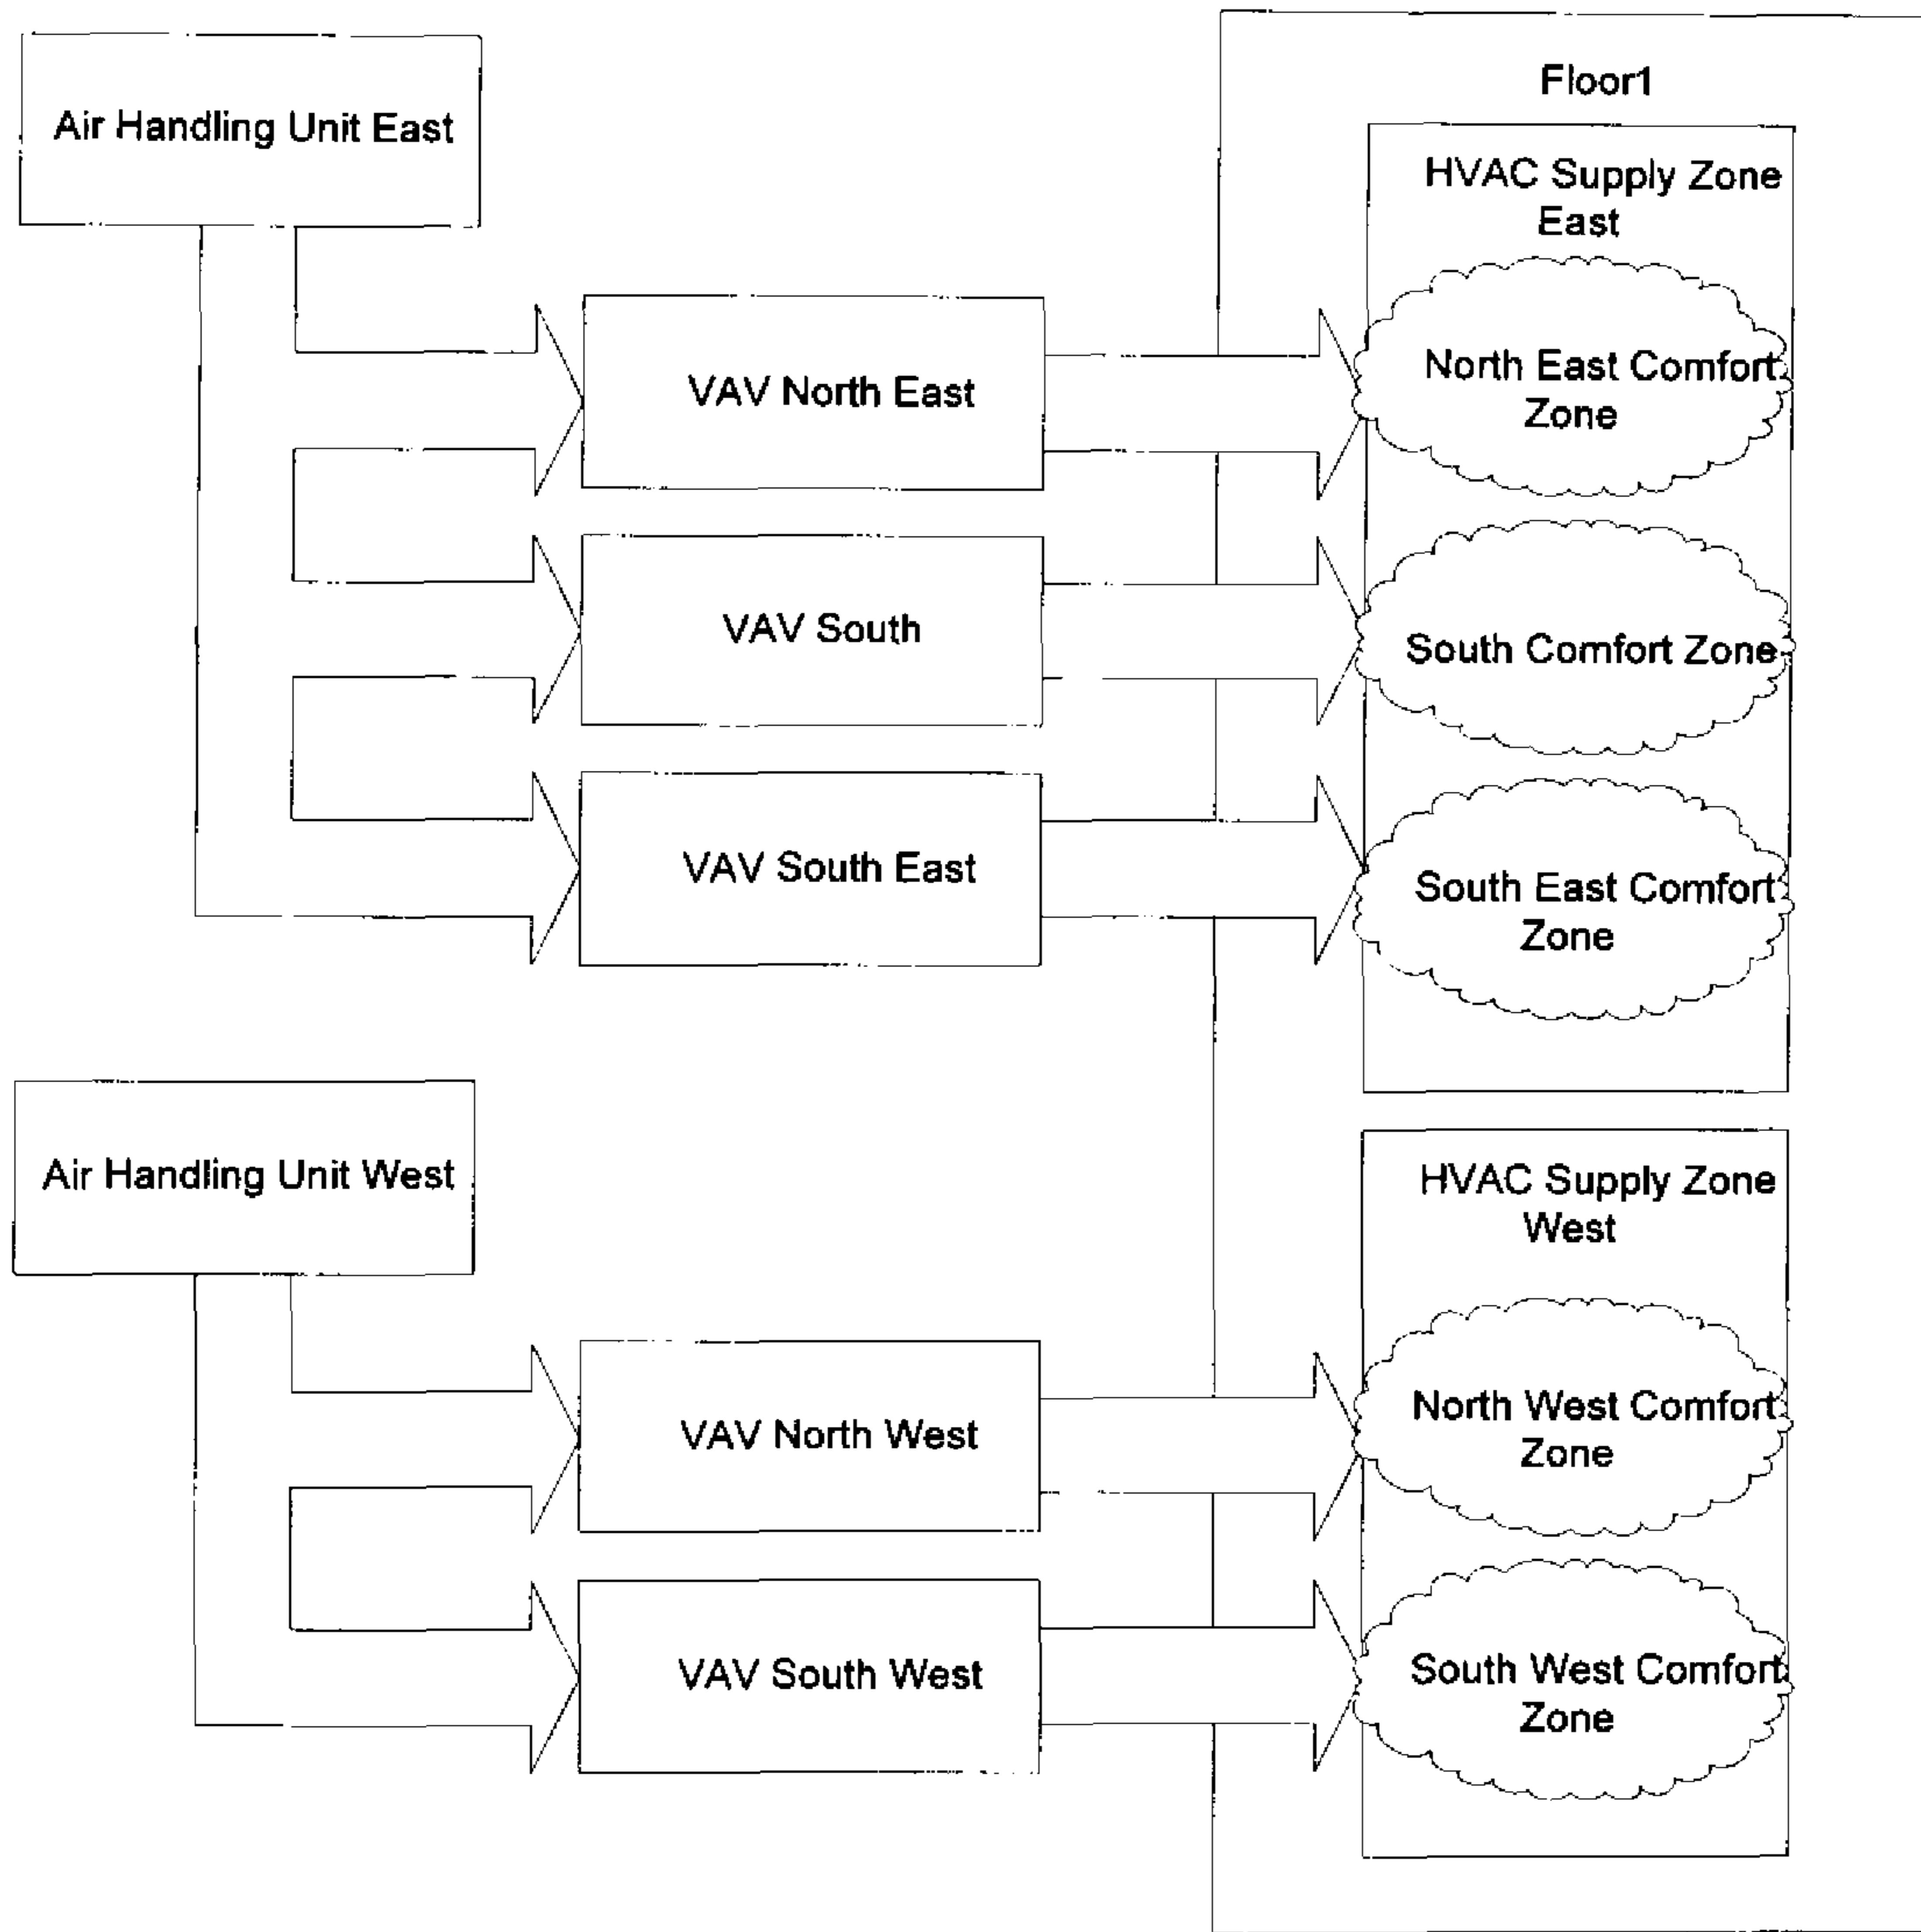 Air Handling Unit East
Floor1
HVAC Supply Zone
East
VAV North East
North East Comfort
Zone
VAV South
South Comfort Zone
VAV South East
South East Comfort
Zone
Air Handling Unit West
HVAC Supply Zone
West
VAV North West
North West Comfort
Zone
VAV South West
South West Comfort
Zone